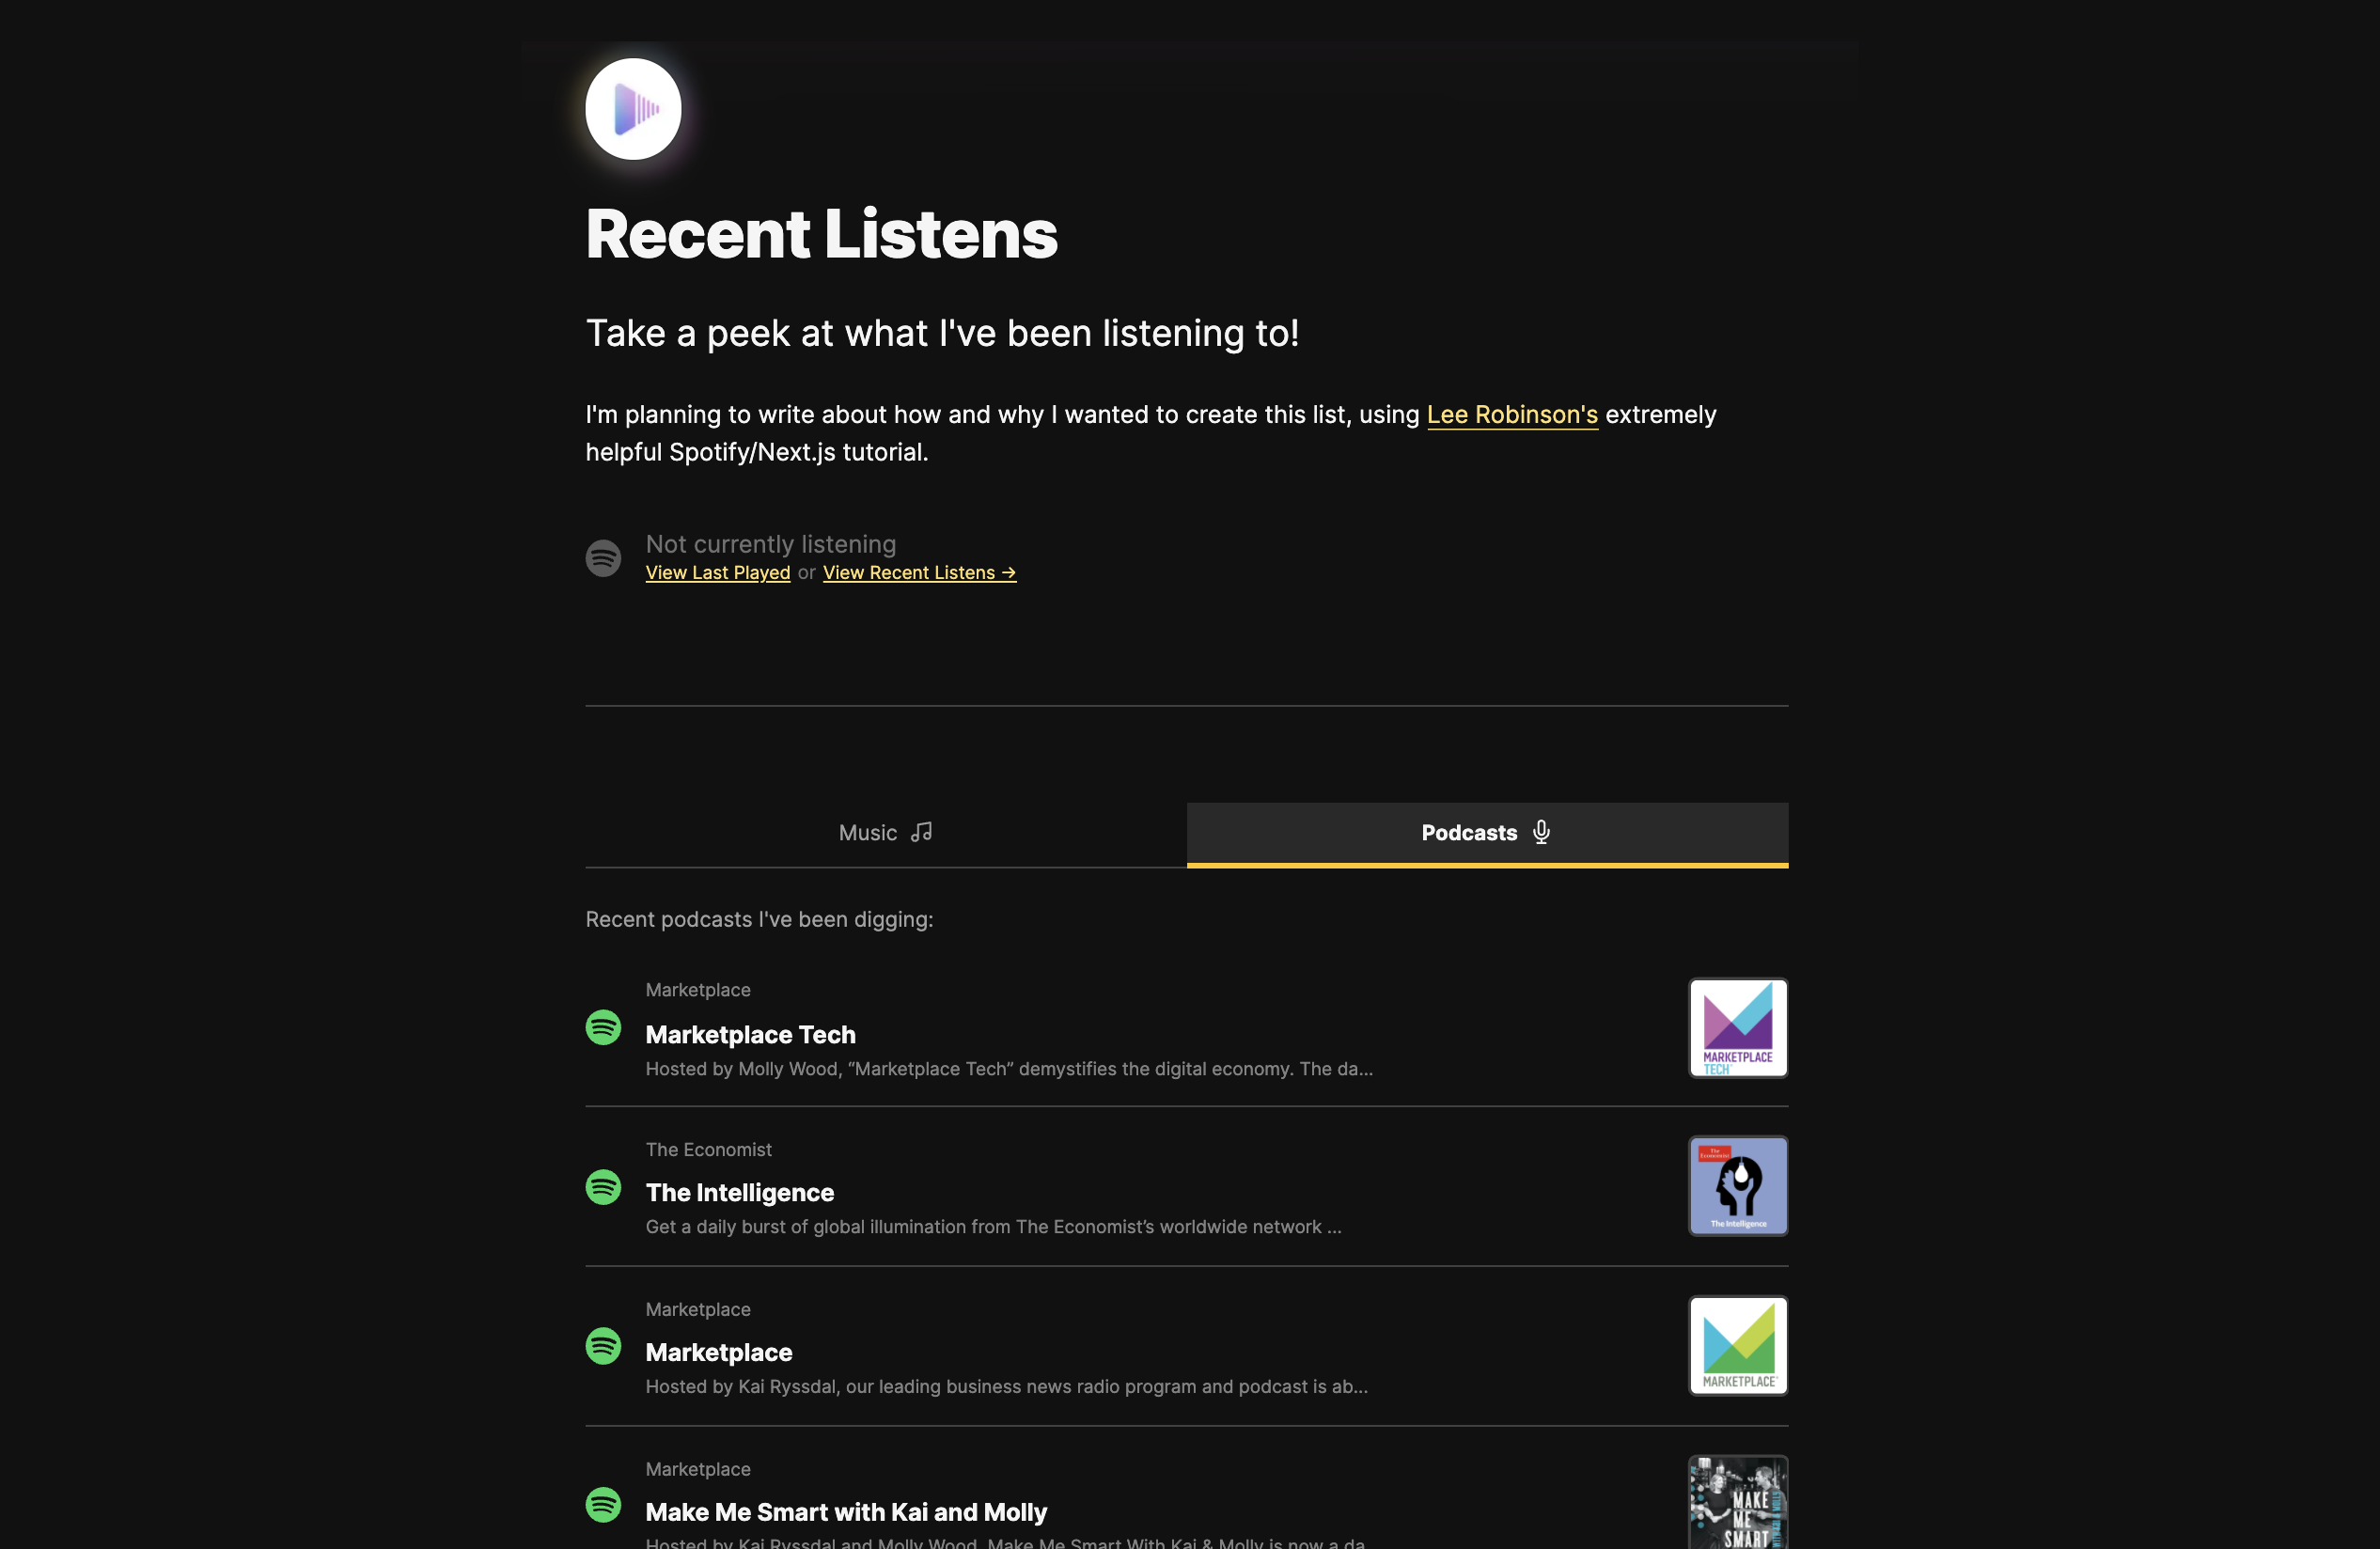 Recent Listens
Take a peek at what I've been listening to!
I'm planning to write about how and why I wanted to create this list, using Lee Robinson's extremely
helpful Spotify/Next.js tutorial.
Not currently listening
View Last Played or View Recent Listens →
Music
Podcasts
Recent podcasts I've been digging:
Marketplace
Marketplace Tech
Hosted by Molly Wood, “Marketplace Tech” demystifies the digital economy. The da...
MARKETPLACE
TECH
The Economist
The Intelligence
Get a daily burst of global illumination from The Economist’s worldwide network ...
The
Economist
The Intelligence
Marketplace
Marketplace
Hosted by Kai Ryssdal, our leading business news radio program and podcast is ab...
MARKETPLACE
Marketplace
Make Me Smart with Kai and Molly
Hosted by Kai Ryssdal and Molly Wood, Make Me Smart With Kai & Molly is now a da...
MAKE
ME
SMART